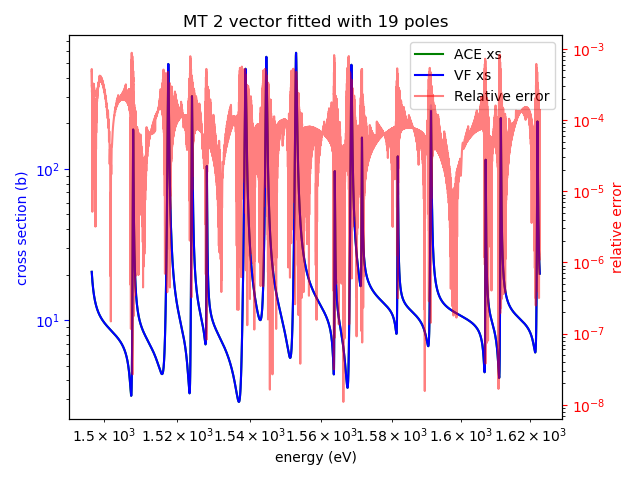 MT 2 vector fitted with 19 poles
ACE xs
VF xs
Relative error
10²
10¹
cross section (b)
10⁻³
10⁻⁴
10⁻⁵
10⁻⁶
10⁻⁷
10⁻⁸
relative error
1.5 × 10³ 1.52 × 10³ 1.54 × 10³ 1.56 × 10³ 1.58 × 10³ 1.6 × 10³ 1.62 × 10³
energy (eV)